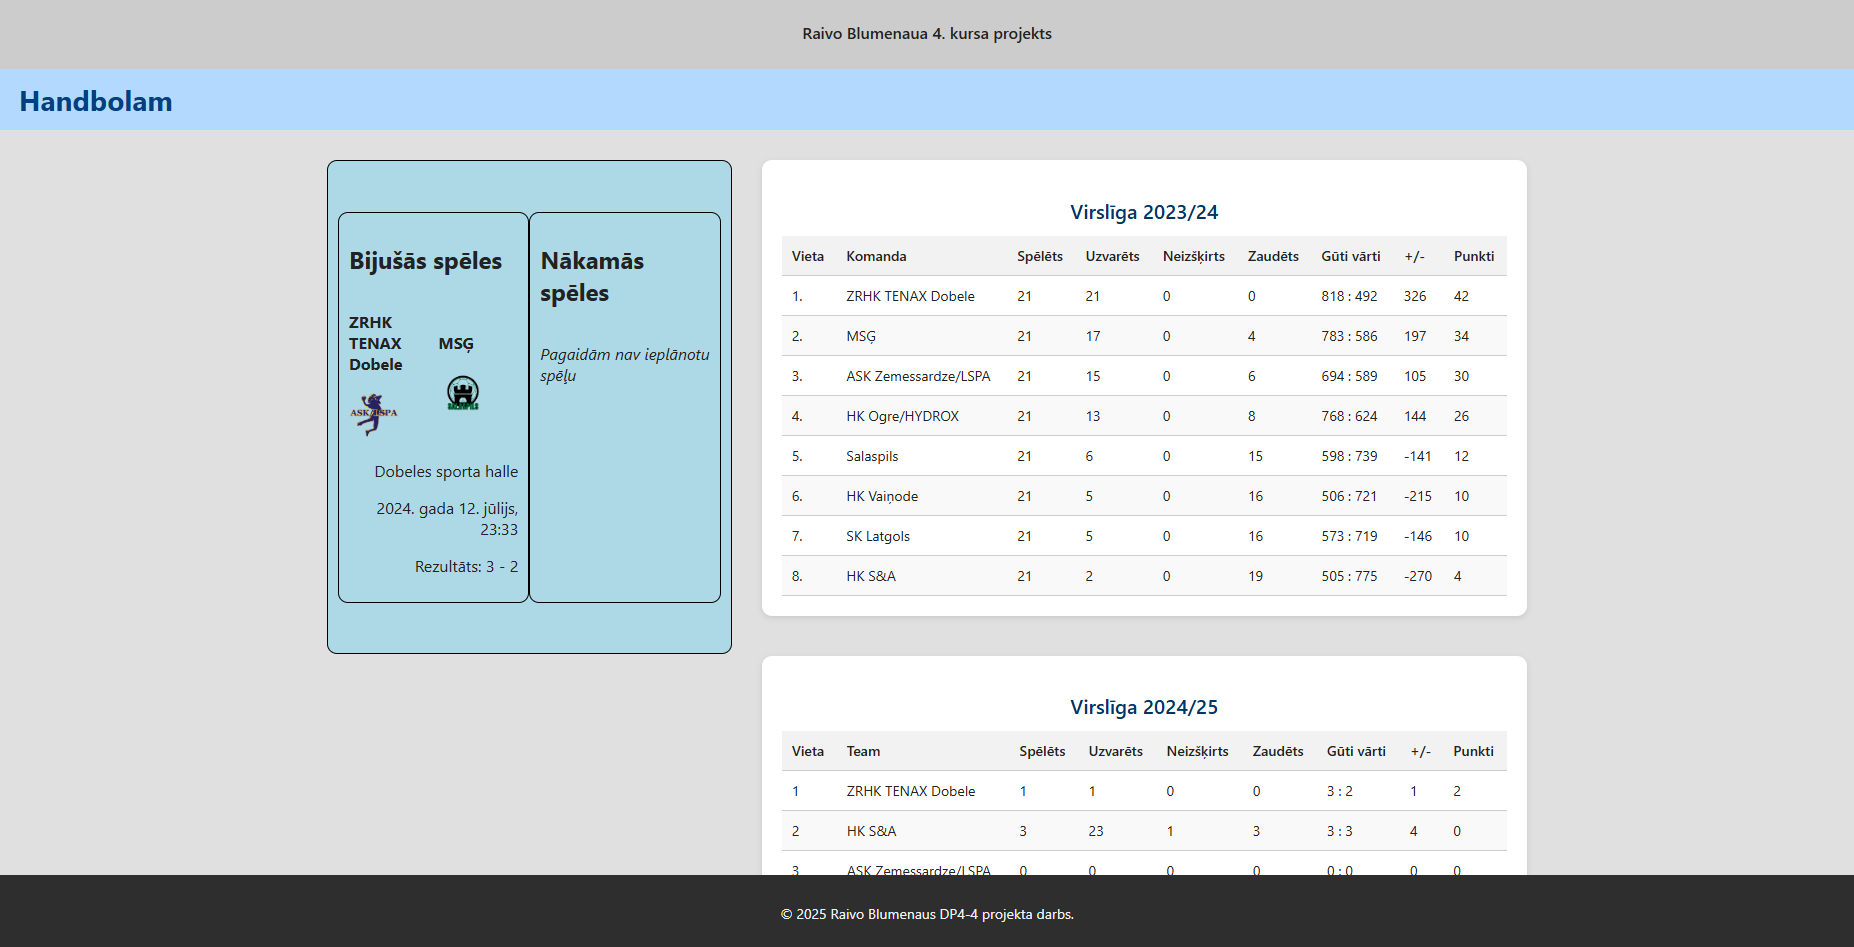 Raivo Blumenaua 4. kursa projekts
Handbolam
Bijušās spēles
ZRHK
TENAX
Dobele
MSĢ
ASK/LSPA
SALASPILS
Dobeles sporta halle
2024. gada 12. jūlijs,
23:33
Rezultāts: 3 - 2
Nākamās
spēles
Pagaidām nav ieplānotu
spēļu
Virslīga 2023/24
Vieta Komanda Spēlēts Uzvarēts Neizšķirts Zaudēts Gūti vārti +/- Punkti
1. ZRHK TENAX Dobele 21 21 0 0 818 : 492 326 42
2. MSĢ 21 17 0 4 783 : 586 197 34
3. ASK Zemessardze/LSPA 21 15 0 6 694 : 589 105 30
4. HK Ogre/HYDROX 21 13 0 8 768 : 624 144 26
5. Salaspils 21 6 0 15 598 : 739 -141 12
6. HK Vaiņode 21 5 0 16 506 : 721 -215 10
7. SK Latgols 21 5 0 16 573 : 719 -146 10
8. HK S&A 21 2 0 19 505 : 775 -270 4
Virslīga 2024/25
Vieta Team Spēlēts Uzvarēts Neizšķirts Zaudēts Gūti vārti +/- Punkti
1 ZRHK TENAX Dobele 1 1 0 0 3 : 2 1 2
2 HK S&A 3 23 1 3 3 : 3 4 0
3 ASK Zemessardze/LSPA 0 0 0 0 0 : 0 0 0
© 2025 Raivo Blumenaus DP4-4 projekta darbs.